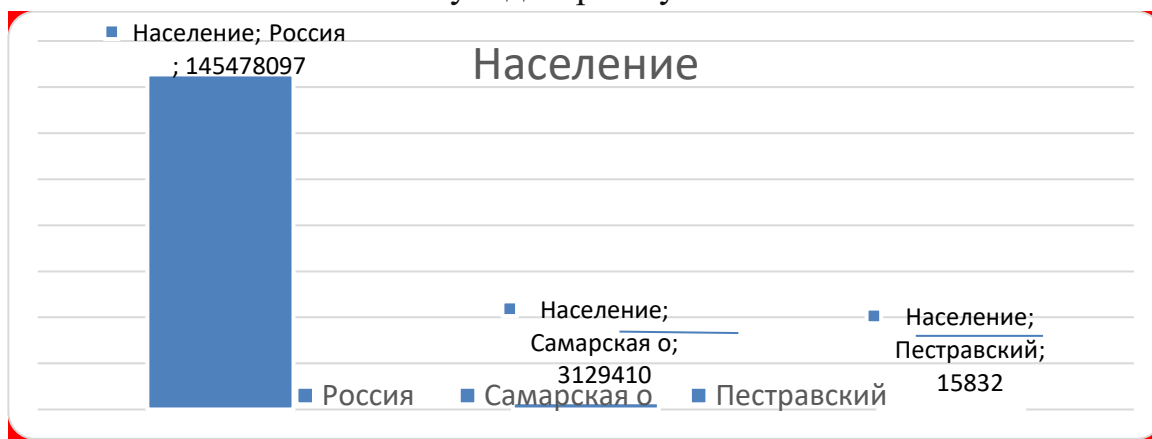 Население
Население; Россия
; 145478097
Население;
Самарская о;
3129410
Население;
Пестравский;
15832
Россия Самарская о Пестравский